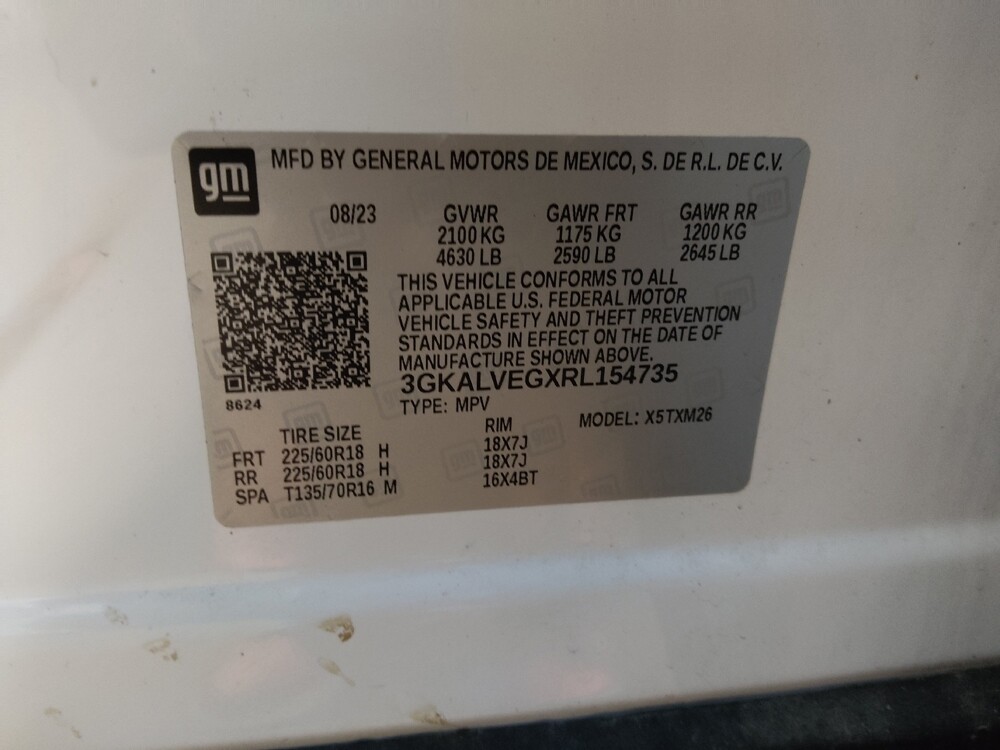 gm MFD BY GENERAL MOTORS DE MEXICO, S. DE R.L. DE C.V.
08/23 GVWR GAWR FRT GAWR RR
2100 KG 1175 KG 1200 KG
4630 LB 2590 LB 2645 LB
THIS VEHICLE CONFORMS TO ALL
APPLICABLE U.S. FEDERAL MOTOR
VEHICLE SAFETY AND THEFT PREVENTION
STANDARDS IN EFFECT ON THE DATE OF
MANUFACTURE SHOWN ABOVE.
3GKALVEGXRL154735
8624 TYPE: MPV MODEL: X5TXM26
TIRE SIZE RIM
FRT 225/60R18 H 18X7J
RR 225/60R18 H 18X7J
SPA T135/70R16 M 16X4BT